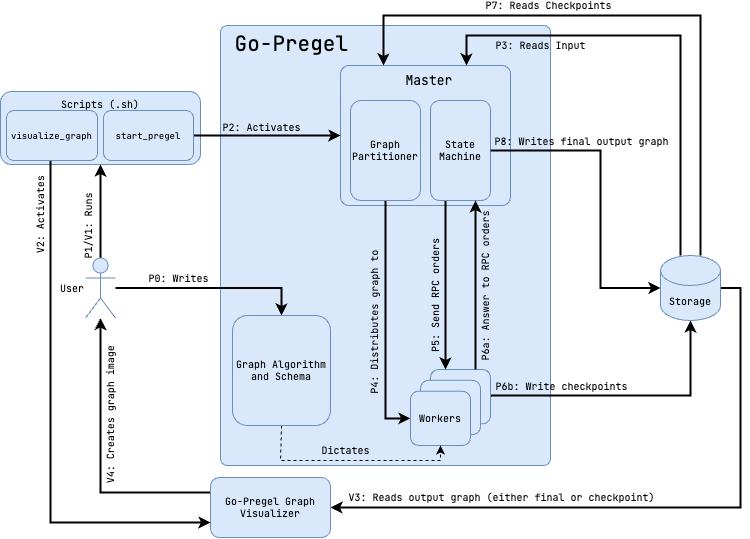 P7: Reads Checkpoints
Go-Pregel
P3: Reads Input
Master
Scripts (.sh)
visualize_graph
start_pregel
P2: Activates
Graph
Partitioner
State
Machine
P8: Writes final output graph
V2: Activates
P1/V1: Runs
User
P0: Writes
P4: Distributes graph to
P5: Send RPC orders
P6a: Answer to RPC orders
Storage
Graph Algorithm
and Schema
P6b: Write checkpoints
Workers
Dictates
V4: Creates graph image
Go-Pregel Graph
Visualizer
V3: Reads output graph (either final or checkpoint)